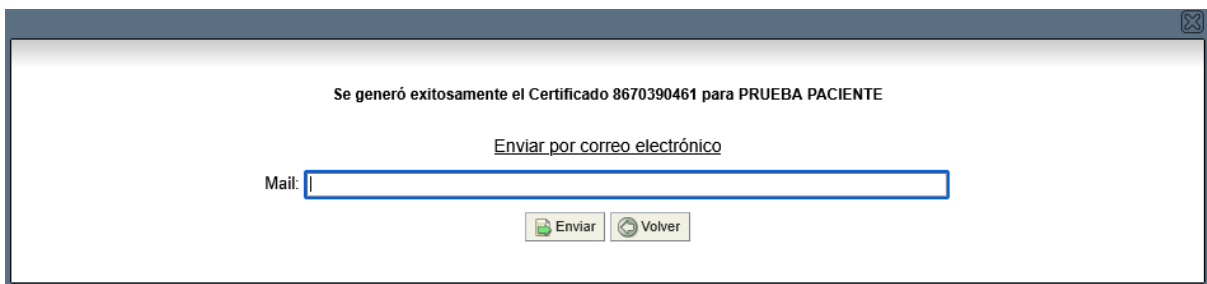 Se generó exitosamente el Certificado 8670390461 para PRUEBA PACIENTE
Enviar por correo electrónico
Mail:
Enviar Volver